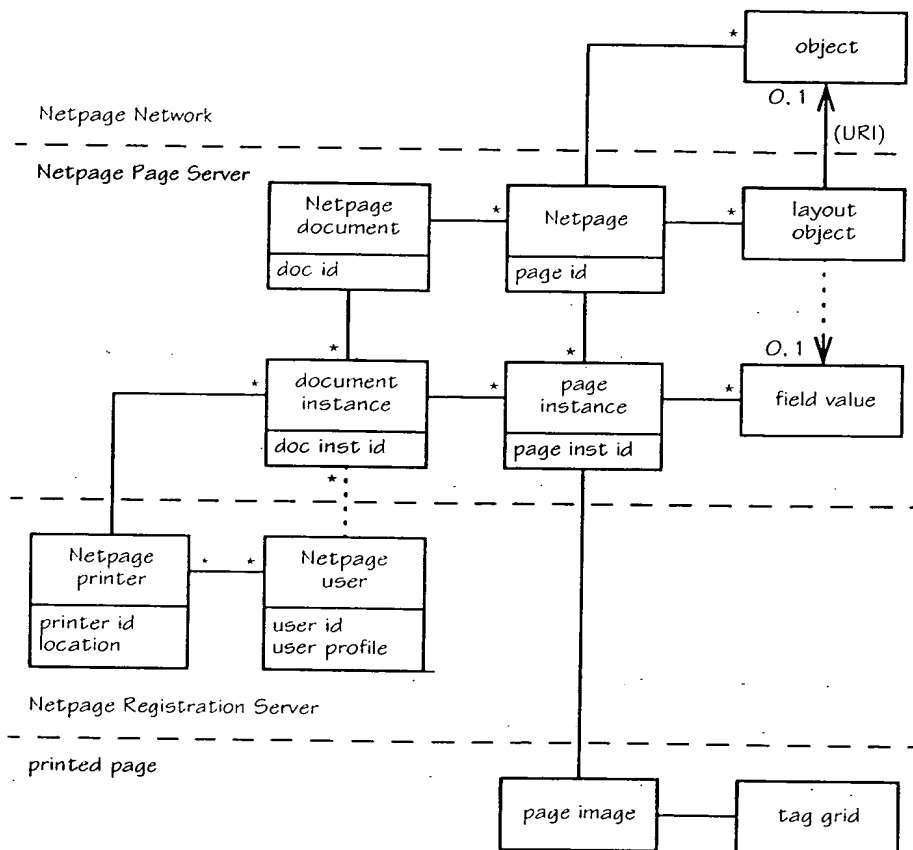 *
object
0.1
Netpage Network
(URI)
Netpage Page Server
Netpage
document
doc id
*
Netpage
page id
*
layout
object
*
*
0.1
*
document
instance
doc inst id
*
page
instance
page inst id
*
field value
*
Netpage
printer
printer id
location
*
*
Netpage
user
user id
user profile
Netpage Registration Server
printed page
page image
tag grid